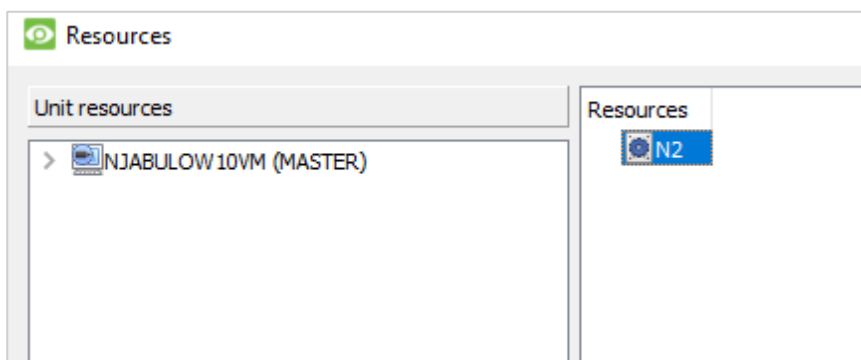 Resources
Unit resources
NJABULOW10VM (MASTER)
Resources
N2